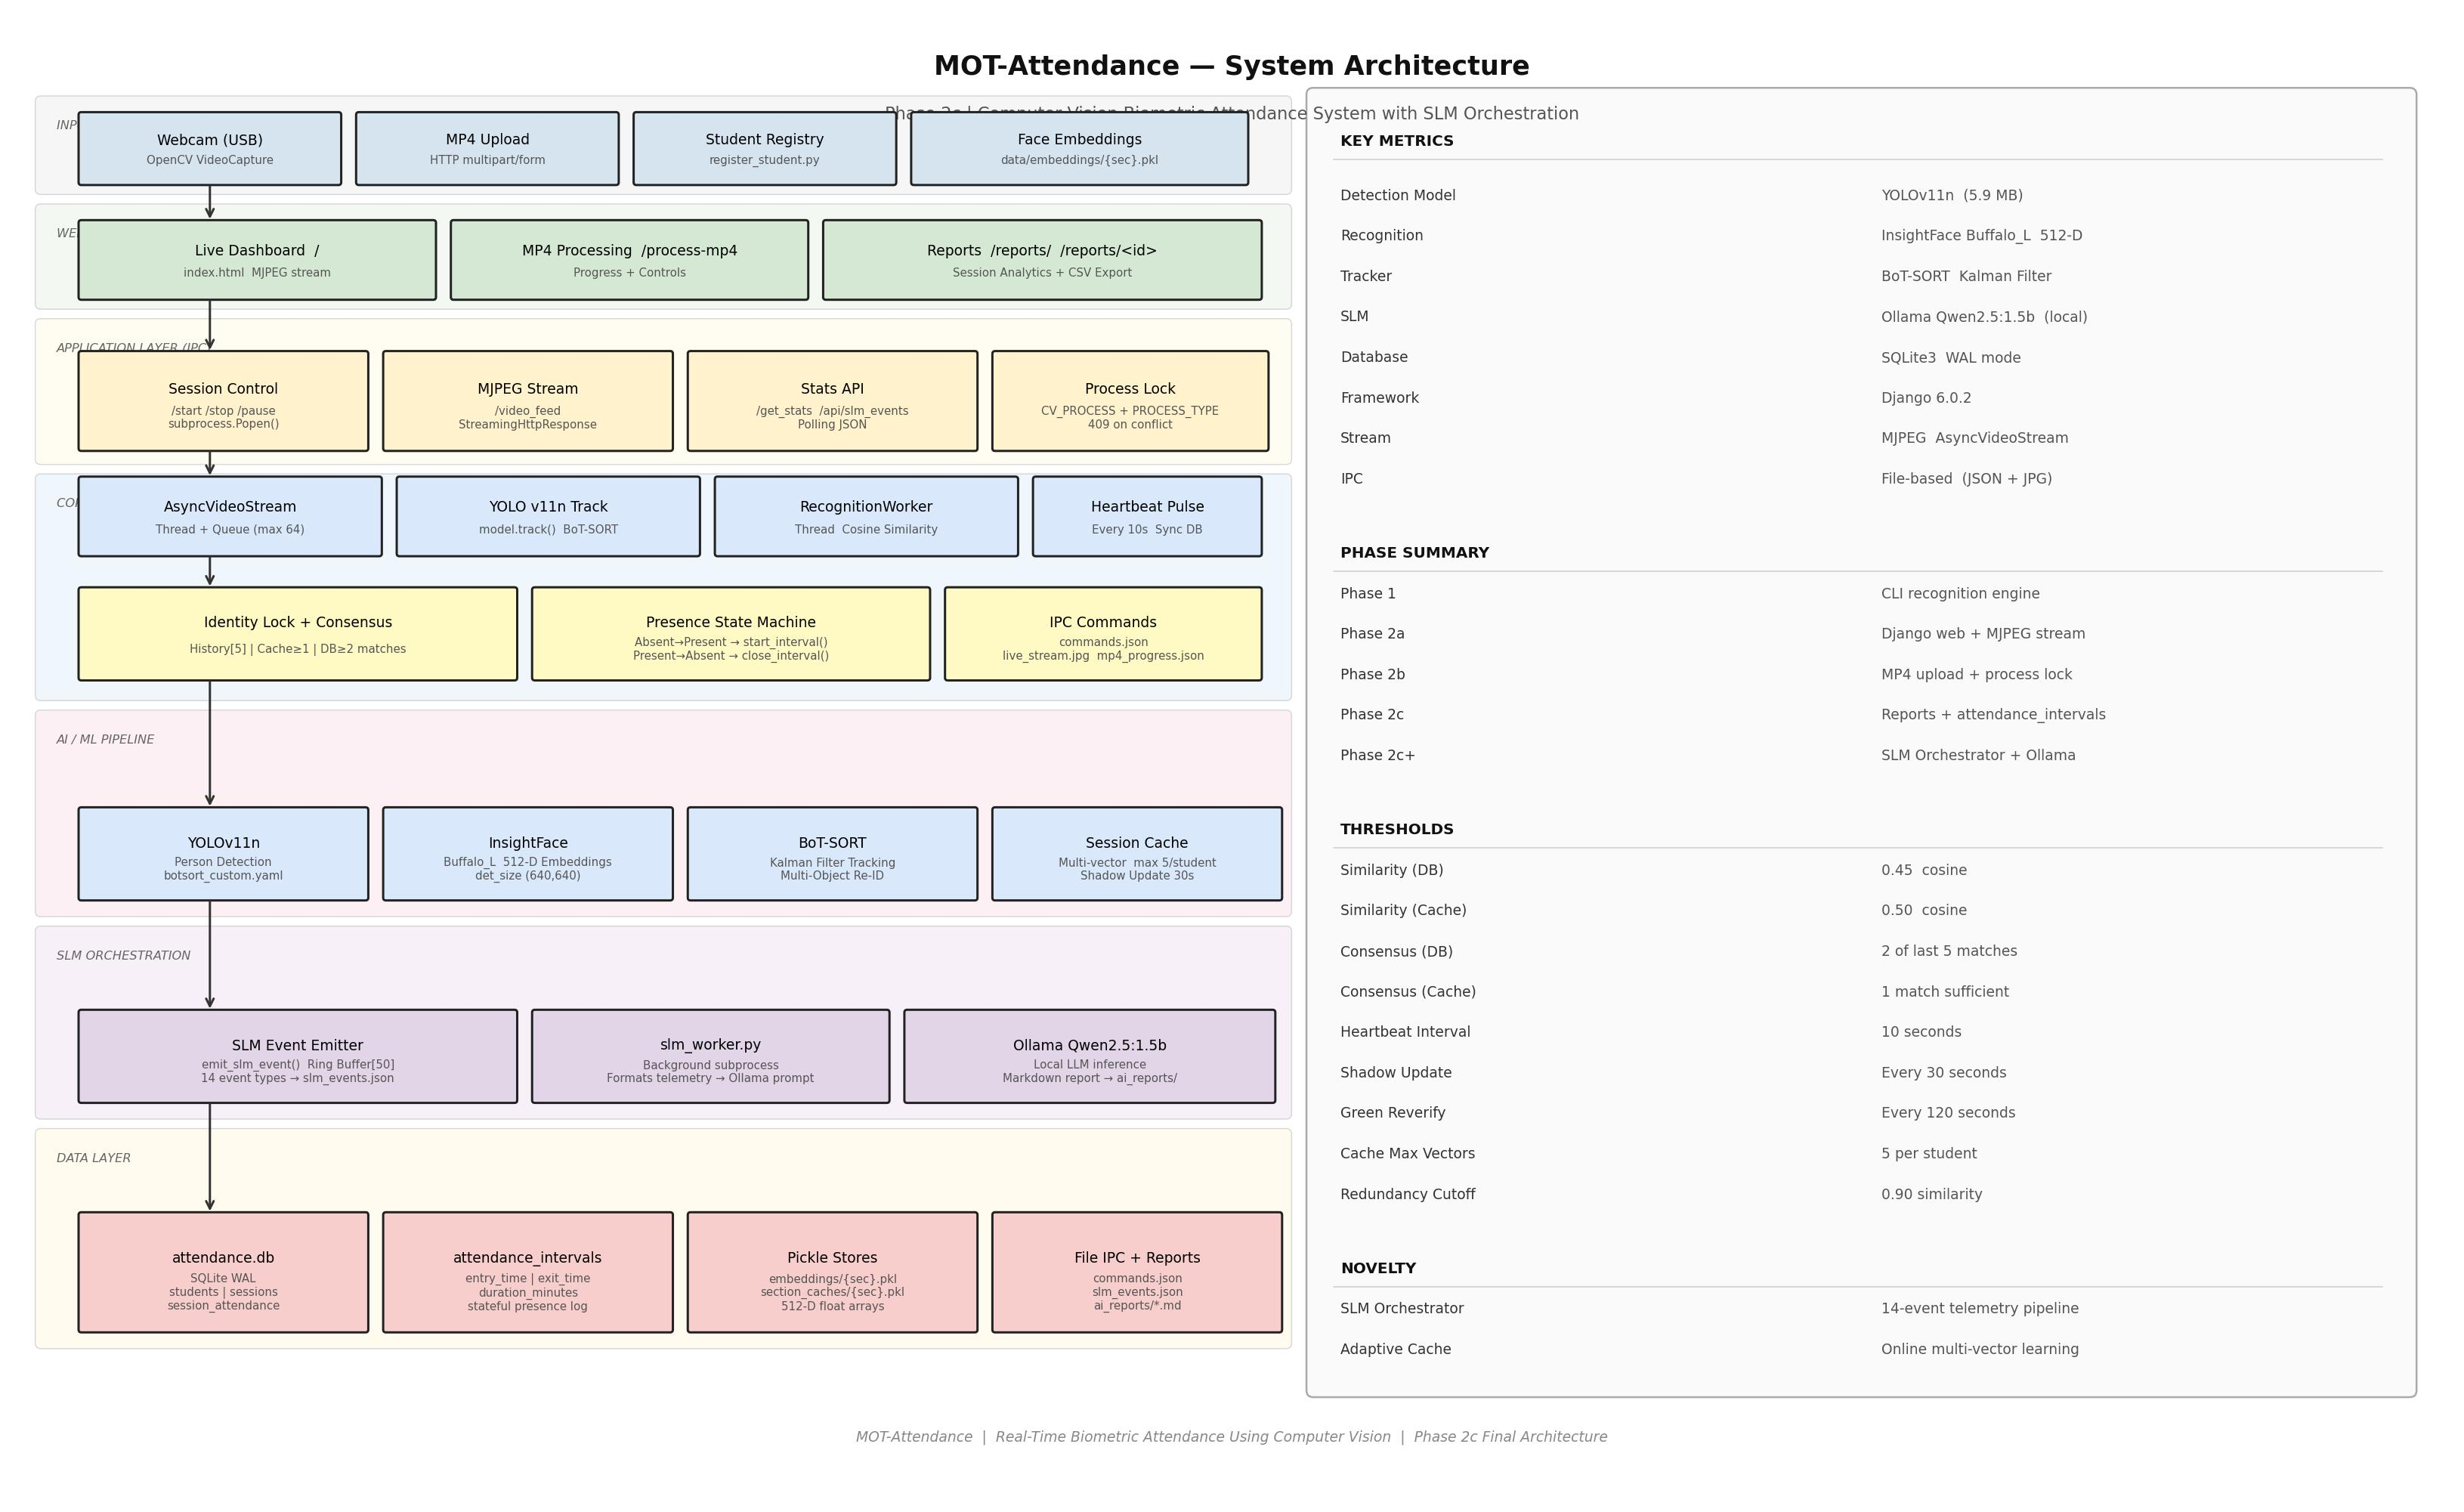 MOT-Attendance — System Architecture
Phase 2c | Computer Vision Biometric Attendance System with SLM Orchestration
INP
Webcam (USB)
OpenCV VideoCapture
MP4 Upload
HTTP multipart/form
Student Registry
register_student.py
Face Embeddings
data/embeddings/{sec}.pkl
WE
Live Dashboard /
index.html MJPEG stream
MP4 Processing /process-mp4
Progress + Controls
Reports /reports/ /reports/<id>
Session Analytics + CSV Export
APPLICATION LAYER (IPC)
Session Control
/start /stop /pause
subprocess.Popen()
MJPEG Stream
/video_feed
StreamingHttpResponse
Stats API
/get_stats /api/slm_events
Polling JSON
Process Lock
CV_PROCESS + PROCESS_TYPE
409 on conflict
COR
AsyncVideoStream
Thread + Queue (max 64)
YOLO v11n Track
model.track() BoT-SORT
RecognitionWorker
Thread Cosine Similarity
Heartbeat Pulse
Every 10s Sync DB
Identity Lock + Consensus
History[5] | Cache≥1 | DB≥2 matches
Presence State Machine
Absent→Present → start_interval()
Present→Absent → close_interval()
IPC Commands
commands.json
live_stream.jpg mp4_progress.json
AI / ML PIPELINE
YOLOv11n
Person Detection
botsort_custom.yaml
InsightFace
Buffalo_L 512-D Embeddings
det_size (640,640)
BoT-SORT
Kalman Filter Tracking
Multi-Object Re-ID
Session Cache
Multi-vector max 5/student
Shadow Update 30s
SLM ORCHESTRATION
SLM Event Emitter
emit_slm_event() Ring Buffer[50]
14 event types → slm_events.json
slm_worker.py
Background subprocess
Formats telemetry → Ollama prompt
Ollama Qwen2.5:1.5b
Local LLM inference
Markdown report → ai_reports/
DATA LAYER
attendance.db
SQLite WAL
students | sessions
session_attendance
attendance_intervals
entry_time | exit_time
duration_minutes
stateful presence log
Pickle Stores
embeddings/{sec}.pkl
section_caches/{sec}.pkl
512-D float arrays
File IPC + Reports
commands.json
slm_events.json
ai_reports/*.md
KEY METRICS
Detection Model YOLOv11n (5.9 MB)
Recognition InsightFace Buffalo_L 512-D
Tracker BoT-SORT Kalman Filter
SLM Ollama Qwen2.5:1.5b (local)
Database SQLite3 WAL mode
Framework Django 6.0.2
Stream MJPEG AsyncVideoStream
IPC File-based (JSON + JPG)
PHASE SUMMARY
Phase 1 CLI recognition engine
Phase 2a Django web + MJPEG stream
Phase 2b MP4 upload + process lock
Phase 2c Reports + attendance_intervals
Phase 2c+ SLM Orchestrator + Ollama
THRESHOLDS
Similarity (DB) 0.45 cosine
Similarity (Cache) 0.50 cosine
Consensus (DB) 2 of last 5 matches
Consensus (Cache) 1 match sufficient
Heartbeat Interval 10 seconds
Shadow Update Every 30 seconds
Green Reverify Every 120 seconds
Cache Max Vectors 5 per student
Redundancy Cutoff 0.90 similarity
NOVELTY
SLM Orchestrator 14-event telemetry pipeline
Adaptive Cache Online multi-vector learning
MOT-Attendance | Real-Time Biometric Attendance Using Computer Vision | Phase 2c Final Architecture